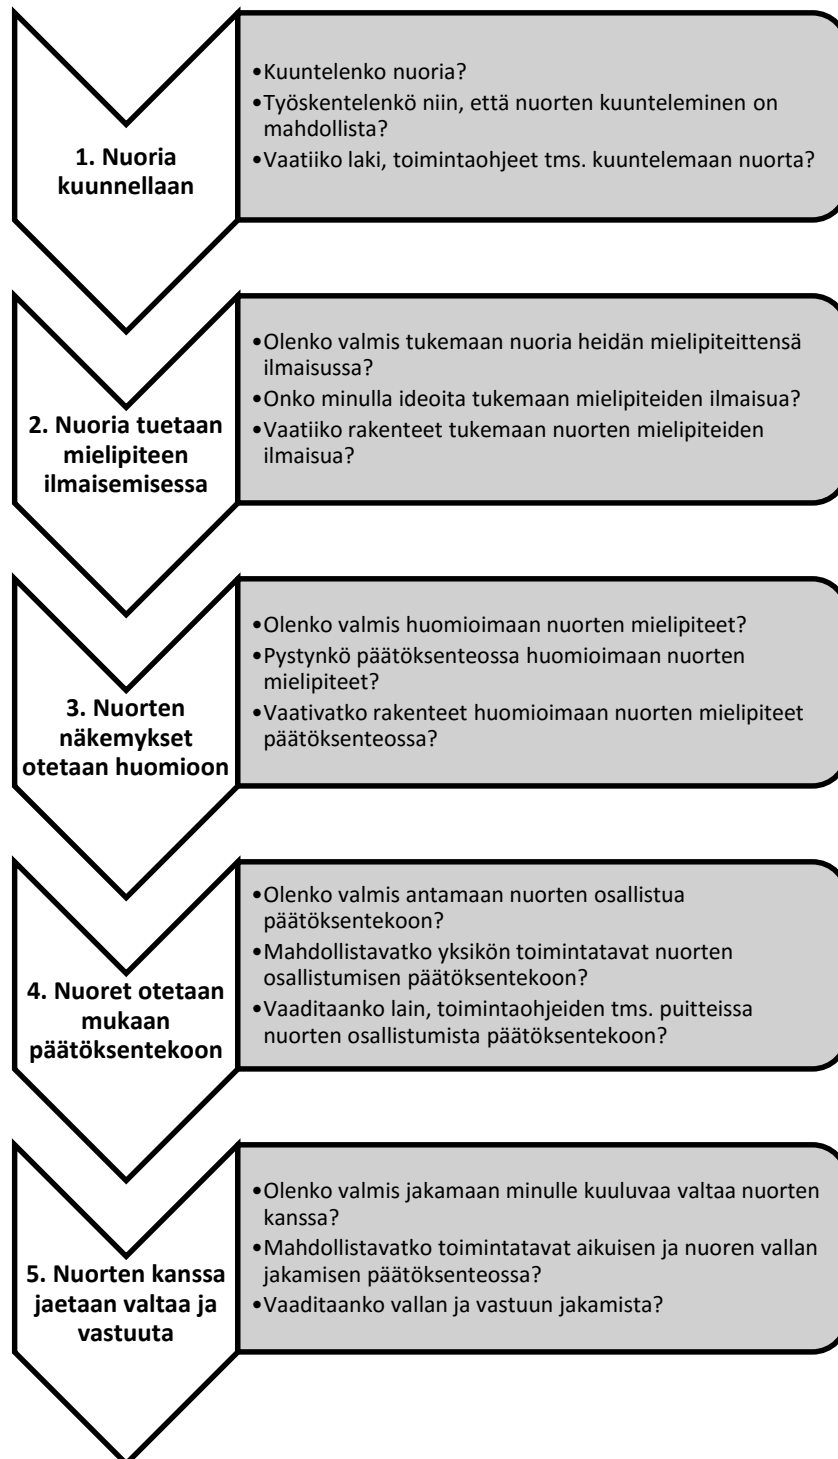 1. Nuoria
kuunnellaan
•Kuuntelenko nuoria?
•Työskentelenkö niin, että nuorten kuunteleminen on
mahdollista?
•Vaatiiko laki, toimintaohjeet tms. kuuntelemaan nuorta?
2. Nuoria tuetaan
mielipiteen
ilmaisemisessa
•Olenko valmis tukemaan nuoria heidän mielipiteittensä
ilmaisussa?
•Onko minulla ideoita tukemaan mielipiteiden ilmaisua?
•Vaatiiko rakenteet tukemaan nuorten mielipiteiden
ilmaisua?
3. Nuorten
näkemykset
otetaan huomioon
•Olenko valmis huomioimaan nuorten mielipiteet?
•Pystynkö päätöksenteossa huomioimaan nuorten
mielipiteet?
•Vaativatko rakenteet huomioimaan nuorten mielipiteet
päätöksenteossa?
4. Nuoret otetaan
mukaan
päätöksentekoon
•Olenko valmis antamaan nuorten osallistua
päätöksentekoon?
•Mahdollistavatko yksikön toimintatavat nuorten
osallistumisen päätöksentekoon?
•Vaaditaanko lain, toimintaohjeiden tms. puitteissa
nuorten osallistumista päätöksentekoon?
5. Nuorten kanssa
jaetaan valtaa ja
vastuuta
•Olenko valmis jakamaan minulle kuuluvaa valtaa nuorten
kanssa?
•Mahdollistavatko toimintatavat aikuisen ja nuoren vallan
jakamisen päätöksenteossa?
•Vaaditaanko vallan ja vastuun jakamista?